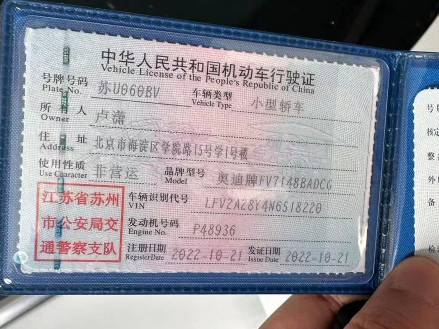 中华人民共和国机动车行驶证
Vehicle License of the People's Republic of China
号牌号码 苏U060BV 车辆类型 小型轿车
Plate No. Vehicle Type
所有人 卢潇
Owner
住址 北京市海淀区学院路15号学1号楼
Address
使用性质 非营运 品牌型号 奥迪牌FV7148BADCG
Use Character Model
江苏省苏州
市公安局交
通警察支队
车辆识别代号 LFV2A28Y4N6518220
VIN
发动机号码 P48936
Engine No.
注册日期 2022-10-21 发证日期 2022-10-21
Register Date Issue Date